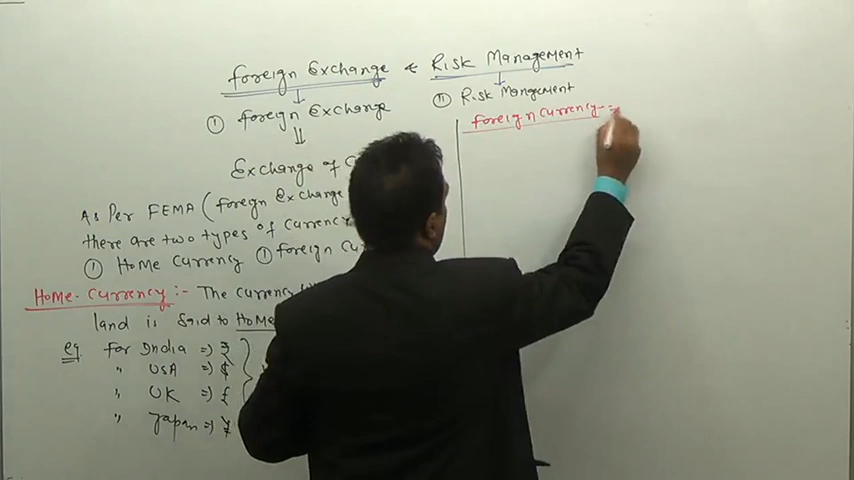 Foreign Exchange & Risk Management
① Foreign Exchange
② Risk Management
Exchange of
As Per FEMA (Foreign Exchange
there are two types of Currency
① Home Currency ① Foreign
Home-Currency :- The currency
land is said to Home
eg for India => ₹
" USA => $
" UK => £
" Japan => ¥
Foreign Currency - :